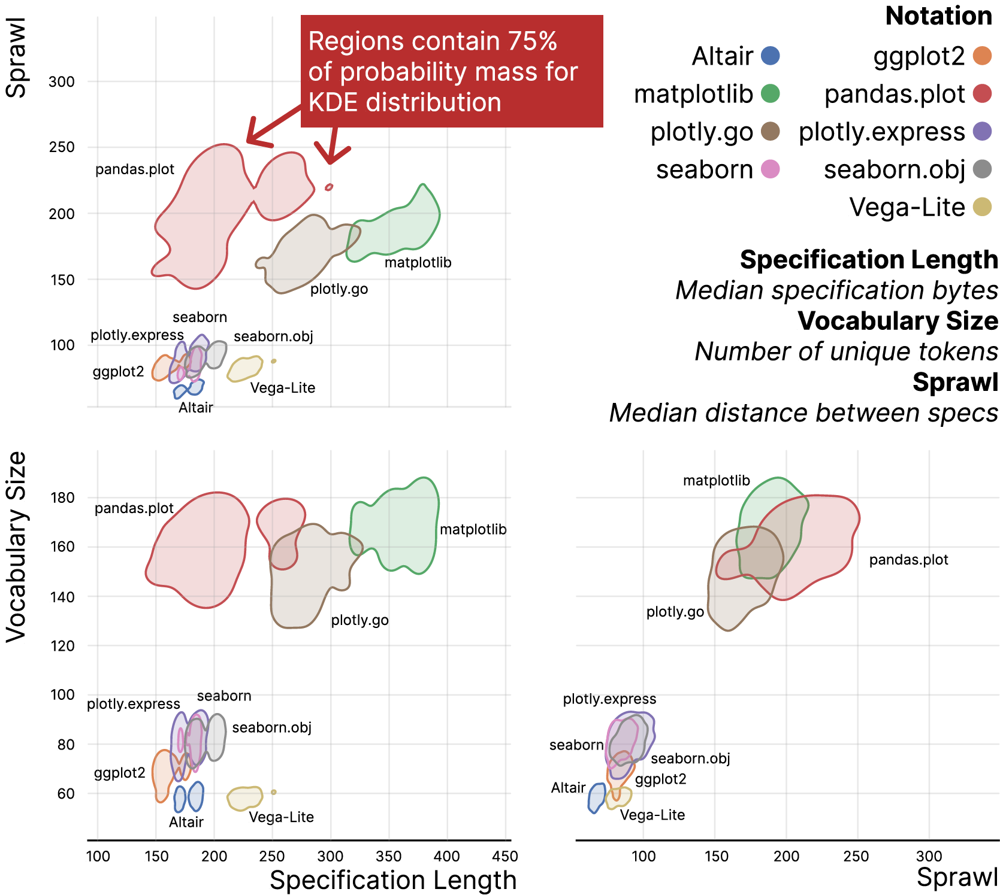 Sprawl
300
250
200
150
100
Regions contain 75%
of probability mass for
KDE distribution
pandas.plot
matplotlib
plotly.go
seaborn
plotly.express
seaborn.obj
ggplot2
Vega-Lite
Altair
Notation
Altair
ggplot2
matplotlib
pandas.plot
plotly.go
plotly.express
seaborn
seaborn.obj
Vega-Lite
Specification Length
Median specification bytes
Vocabulary Size
Number of unique tokens
Sprawl
Median distance between specs
Vocabulary Size
180
160
140
120
100
80
60
pandas.plot
matplotlib
plotly.go
seaborn
plotly.express
seaborn.obj
ggplot2
Vega-Lite
Altair
100 150 200 250 300 350 400 450
Specification Length
matplotlib
pandas.plot
plotly.go
plotly.express
seaborn
seaborn.obj
ggplot2
Altair
Vega-Lite
100 150 200 250 300
Sprawl